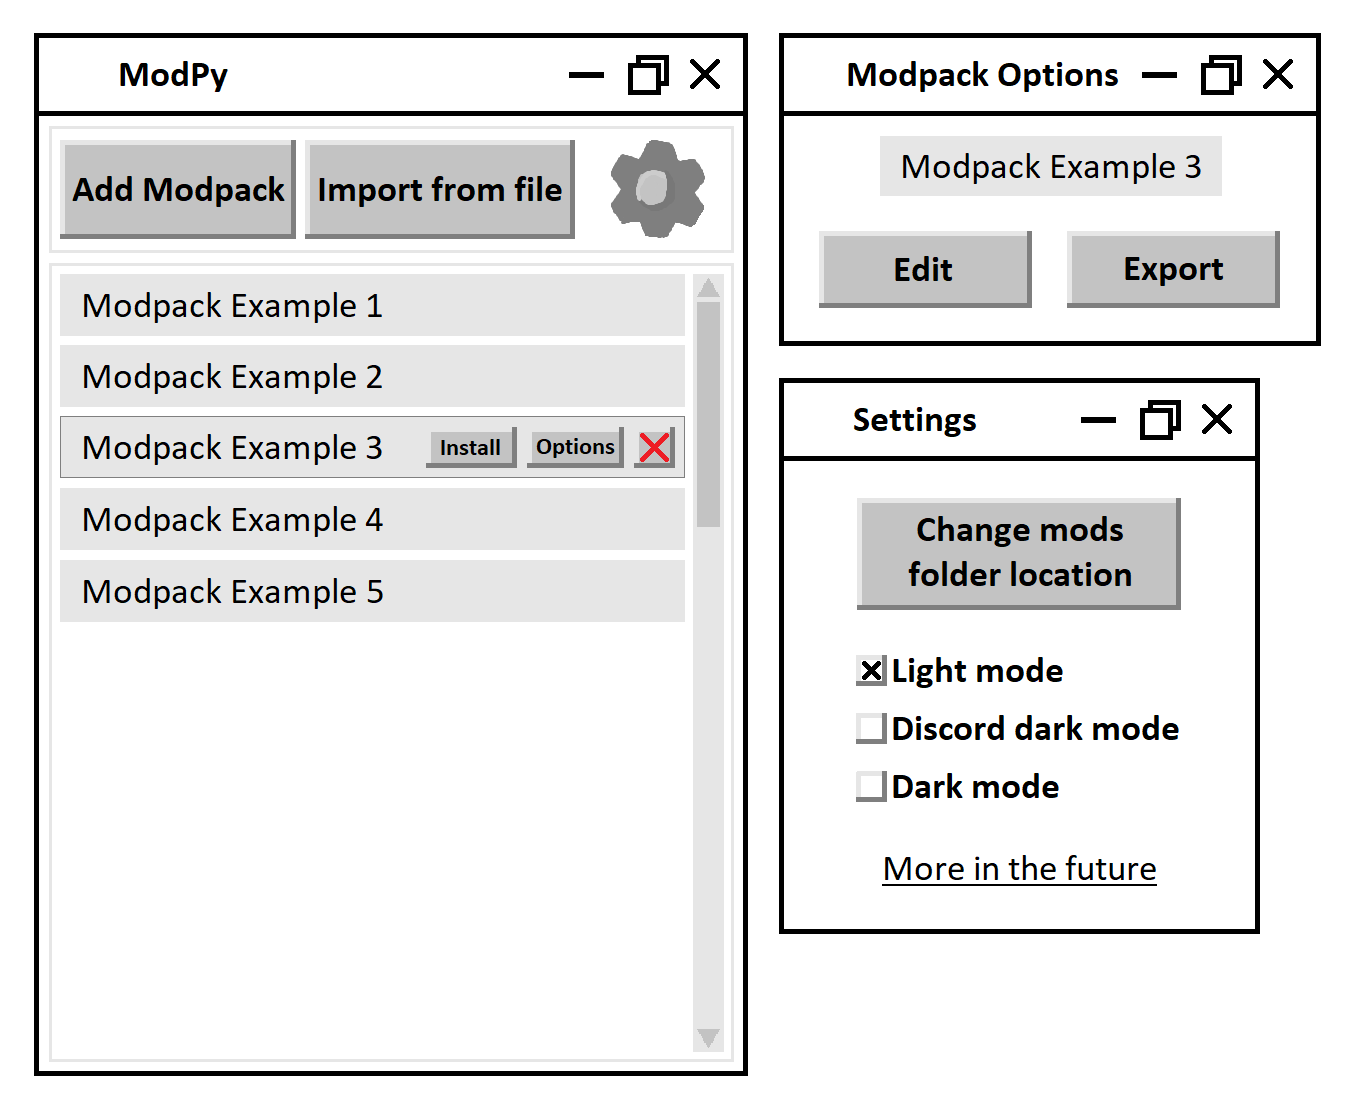 ModPy
Add Modpack
Import from file
Modpack Example 1
Modpack Example 2
Modpack Example 3
Install
Options
Modpack Example 4
Modpack Example 5
Modpack Options
Modpack Example 3
Edit
Export
Settings
Change mods
folder location
Light mode
Discord dark mode
Dark mode
More in the future